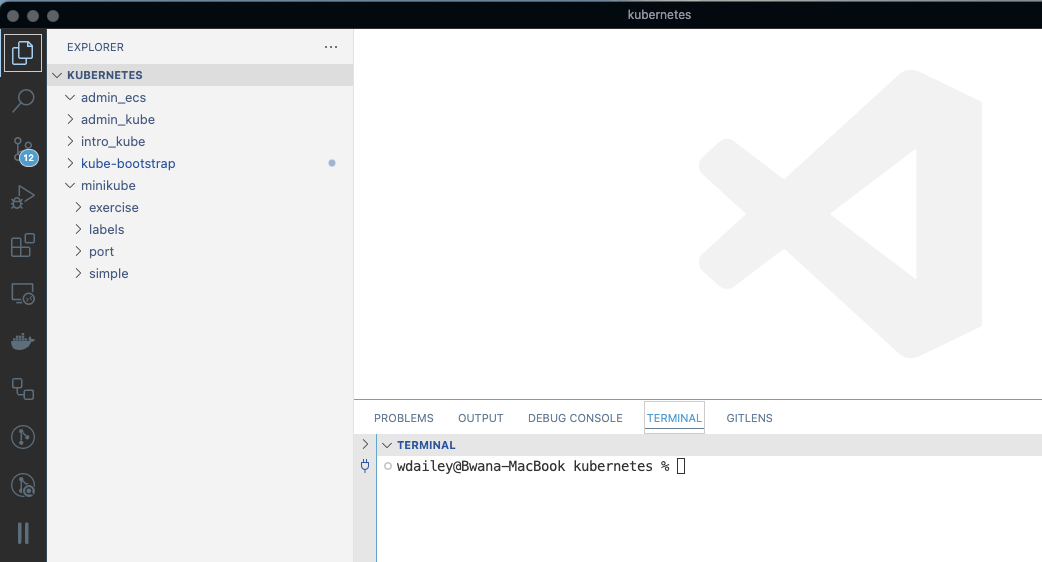 kubernetes
EXPLORER
KUBERNETES
admin_ecs
admin_kube
intro_kube
kube-bootstrap
minikube
exercise
labels
port
simple
12
PROBLEMS OUTPUT DEBUG CONSOLE TERMINAL GITLENS
TERMINAL
wdailey@Bwana-MacBook kubernetes %